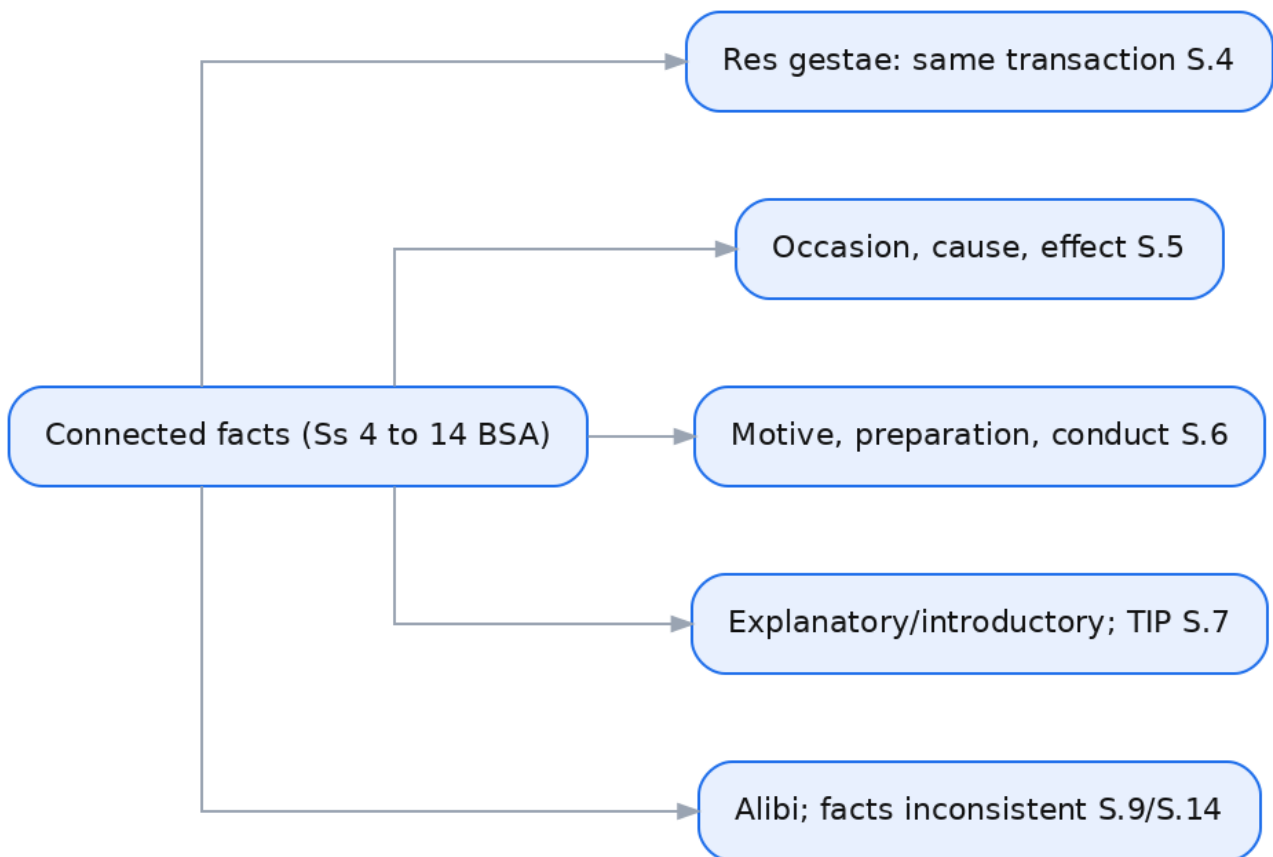 Res gestae: same transaction S.4
Occasion, cause, effect S.5
Connected facts (Ss 4 to 14 BSA)
Motive, preparation, conduct S.6
Explanatory/introductory; TIP S.7
Alibi; facts inconsistent S.9/S.14